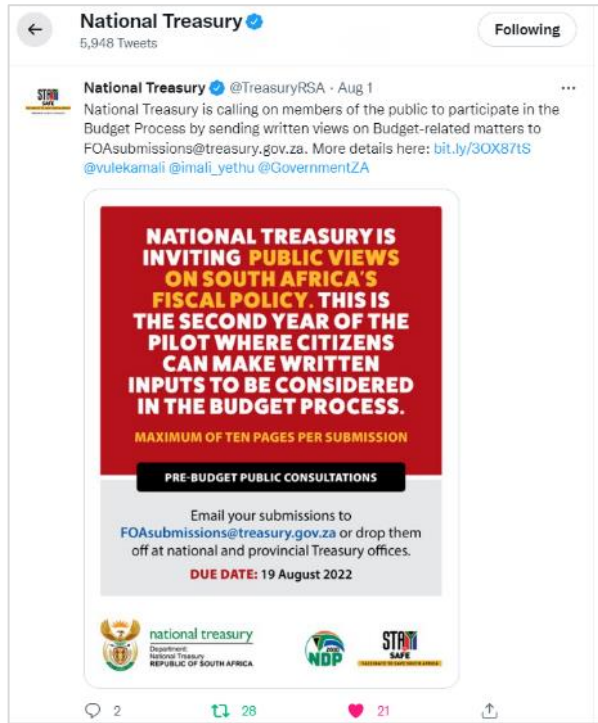 National Treasury
5,948 Tweets
Following
National Treasury @TreasuryRSA · Aug 1
National Treasury is calling on members of the public to participate in the
Budget Process by sending written views on Budget-related matters to
FOAsubmissions@treasury.gov.za. More details here: bit.ly/3OX87tS
@vulekamali @imali_yethu @GovernmentZA
STAY
SAFE
NATIONAL TREASURY IS
INVITING PUBLIC VIEWS
ON SOUTH AFRICA'S
FISCAL POLICY. THIS IS
THE SECOND YEAR OF THE
PILOT WHERE CITIZENS
CAN MAKE WRITTEN
INPUTS TO BE CONSIDERED
IN THE BUDGET PROCESS.
MAXIMUM OF TEN PAGES PER SUBMISSION
PRE-BUDGET PUBLIC CONSULTATIONS
Email your submissions to
FOAsubmissions@treasury.gov.za or drop them
off at national and provincial Treasury offices.
DUE DATE: 19 August 2022
national treasury
Department:
National Treasury
REPUBLIC OF SOUTH AFRICA
NDP
STAY
SAFE
2
28
21